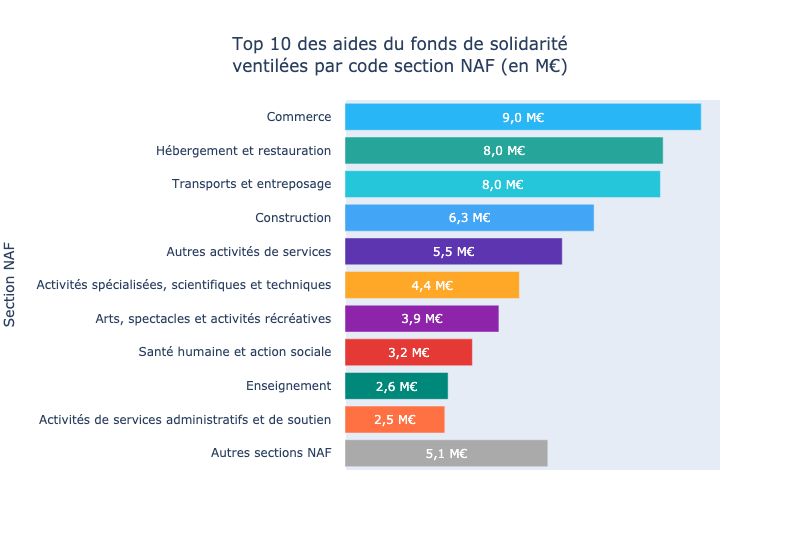 Top 10 des aides du fonds de solidarité
ventilées par code section NAF (en M€)
Section NAF
Commerce
9,0 M€
Hébergement et restauration
8,0 M€
Transports et entreposage
8,0 M€
Construction
6,3 M€
Autres activités de services
5,5 M€
Activités spécialisées, scientifiques et techniques
4,4 M€
Arts, spectacles et activités récréatives
3,9 M€
Santé humaine et action sociale
3,2 M€
Enseignement
2,6 M€
Activités de services administratifs et de soutien
2,5 M€
Autres sections NAF
5,1 M€